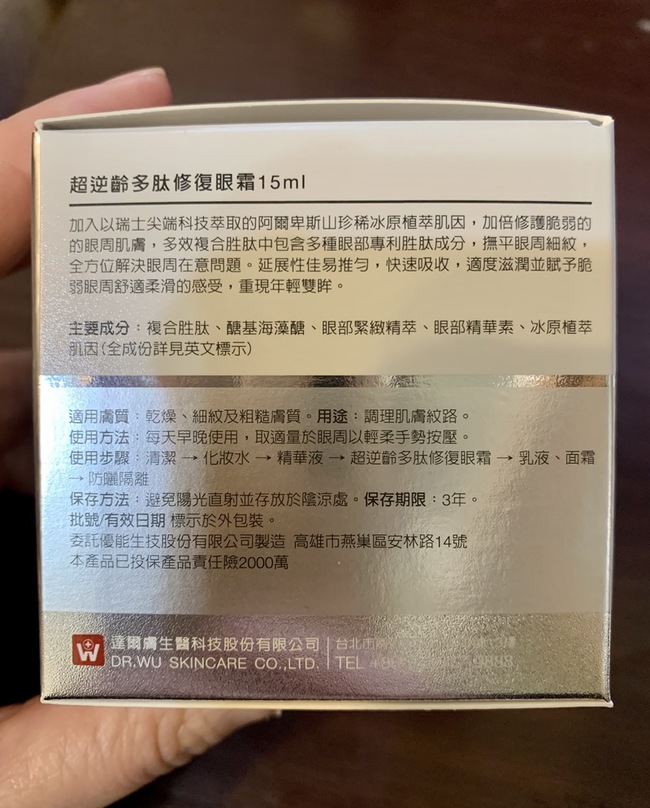 超逆齡多肽修復眼霜15ml
加入以瑞士尖端科技萃取的阿爾卑斯山珍稀冰原植萃肌因，加倍修護脆弱的
的眼周肌膚，多效複合胜肽中包含多種眼部專利胜肽成分，撫平眼周細紋，
全方位解決眼周在意問題。延展性佳易推勻，快速吸收，適度滋潤並賦予脆
弱眼周舒適柔滑的感受，重現年輕雙眸。
主要成分：複合胜肽、醣基海藻醣、眼部緊緻精萃、眼部精華素、冰原植萃
肌因(全成份詳見英文標示)
適用膚質：乾燥、細紋及粗糙膚質。用途：調理肌膚紋路。
使用方法：每天早晚使用，取適量於眼周以輕柔手勢按壓。
使用步驟：清潔 → 化妝水 → 精華液 → 超逆齡多肽修復眼霜 → 乳液、面霜
→ 防曬隔離
保存方法：避免陽光直射並存放於陰涼處。保存期限：3年。
批號/有效日期 標示於外包裝。
委託優能生技股份有限公司製造 高雄市燕巢區安林路14號
本產品已投保產品責任險2000萬
達爾膚生醫科技股份有限公司 台北市
DR.WU SKINCARE CO.,LTD. TEL